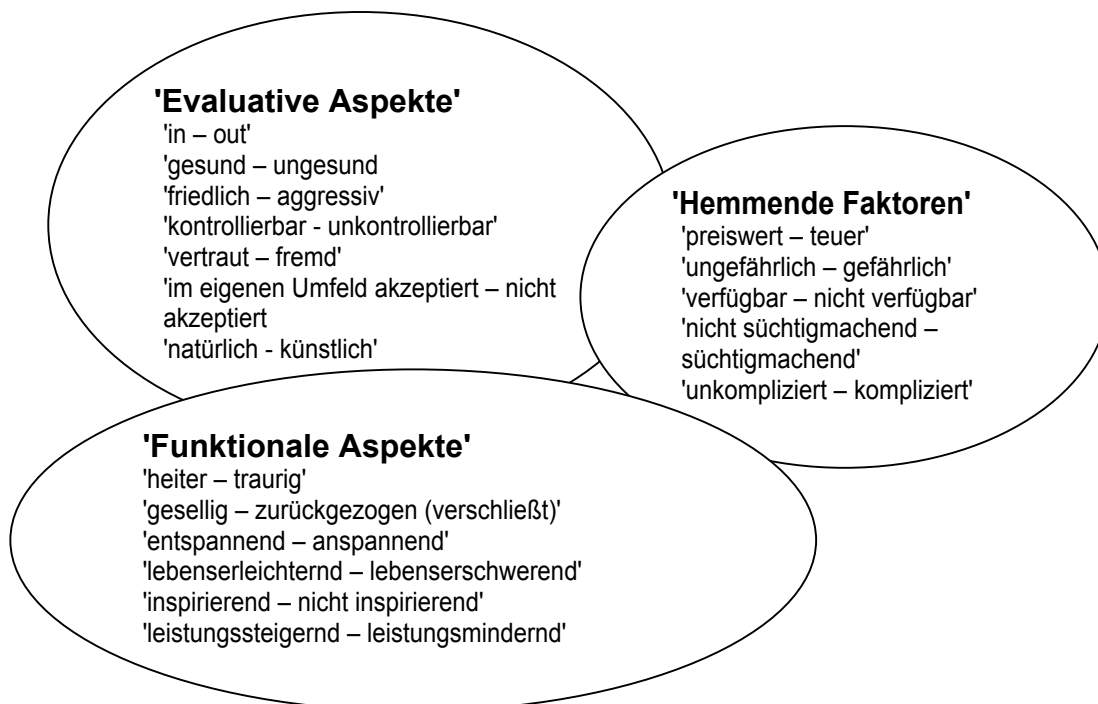 'Evaluative Aspekte'
'in – out'
'gesund – ungesund
'friedlich – aggressiv'
'kontrollierbar - unkontrollierbar'
'vertraut – fremd'
'im eigenen Umfeld akzeptiert – nicht
akzeptiert
'natürlich - künstlich'
'Hemmende Faktoren'
'preiswert – teuer'
'ungefährlich – gefährlich'
'verfügbar – nicht verfügbar'
'nicht süchtigmachend –
süchtigmachend'
'unkompliziert – kompliziert'
'Funktionale Aspekte'
'heiter – traurig'
'gesellig – zurückgezogen (verschließt)'
'entspannend – anspannend'
'lebenserleichternd – lebenserschwerend'
'inspirierend – nicht inspirierend'
'leistungssteigernd – leistungsmindernd'